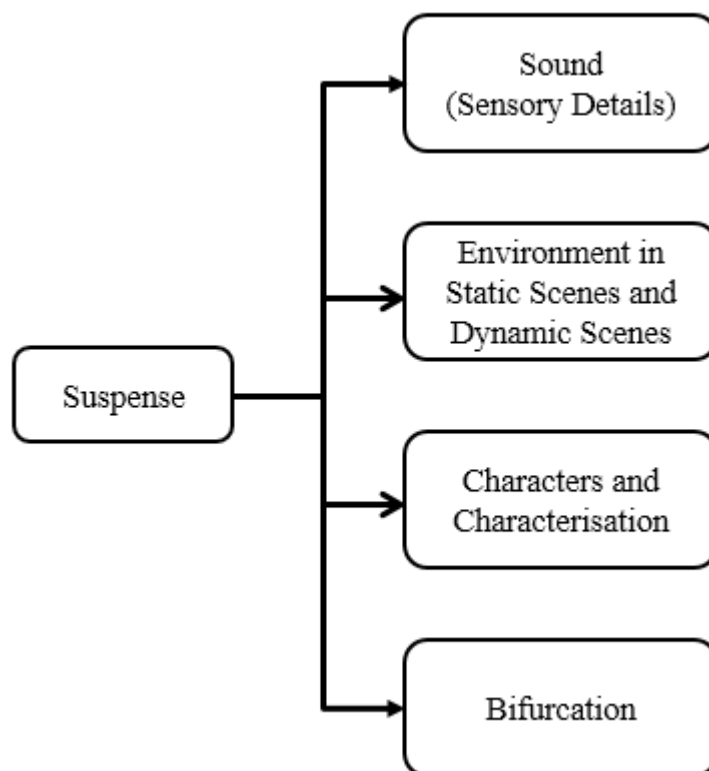 Sound
(Sensory Details)
Environment in
Static Scenes and
Dynamic Scenes
Suspense
Characters and
Characterisation
Bifurcation